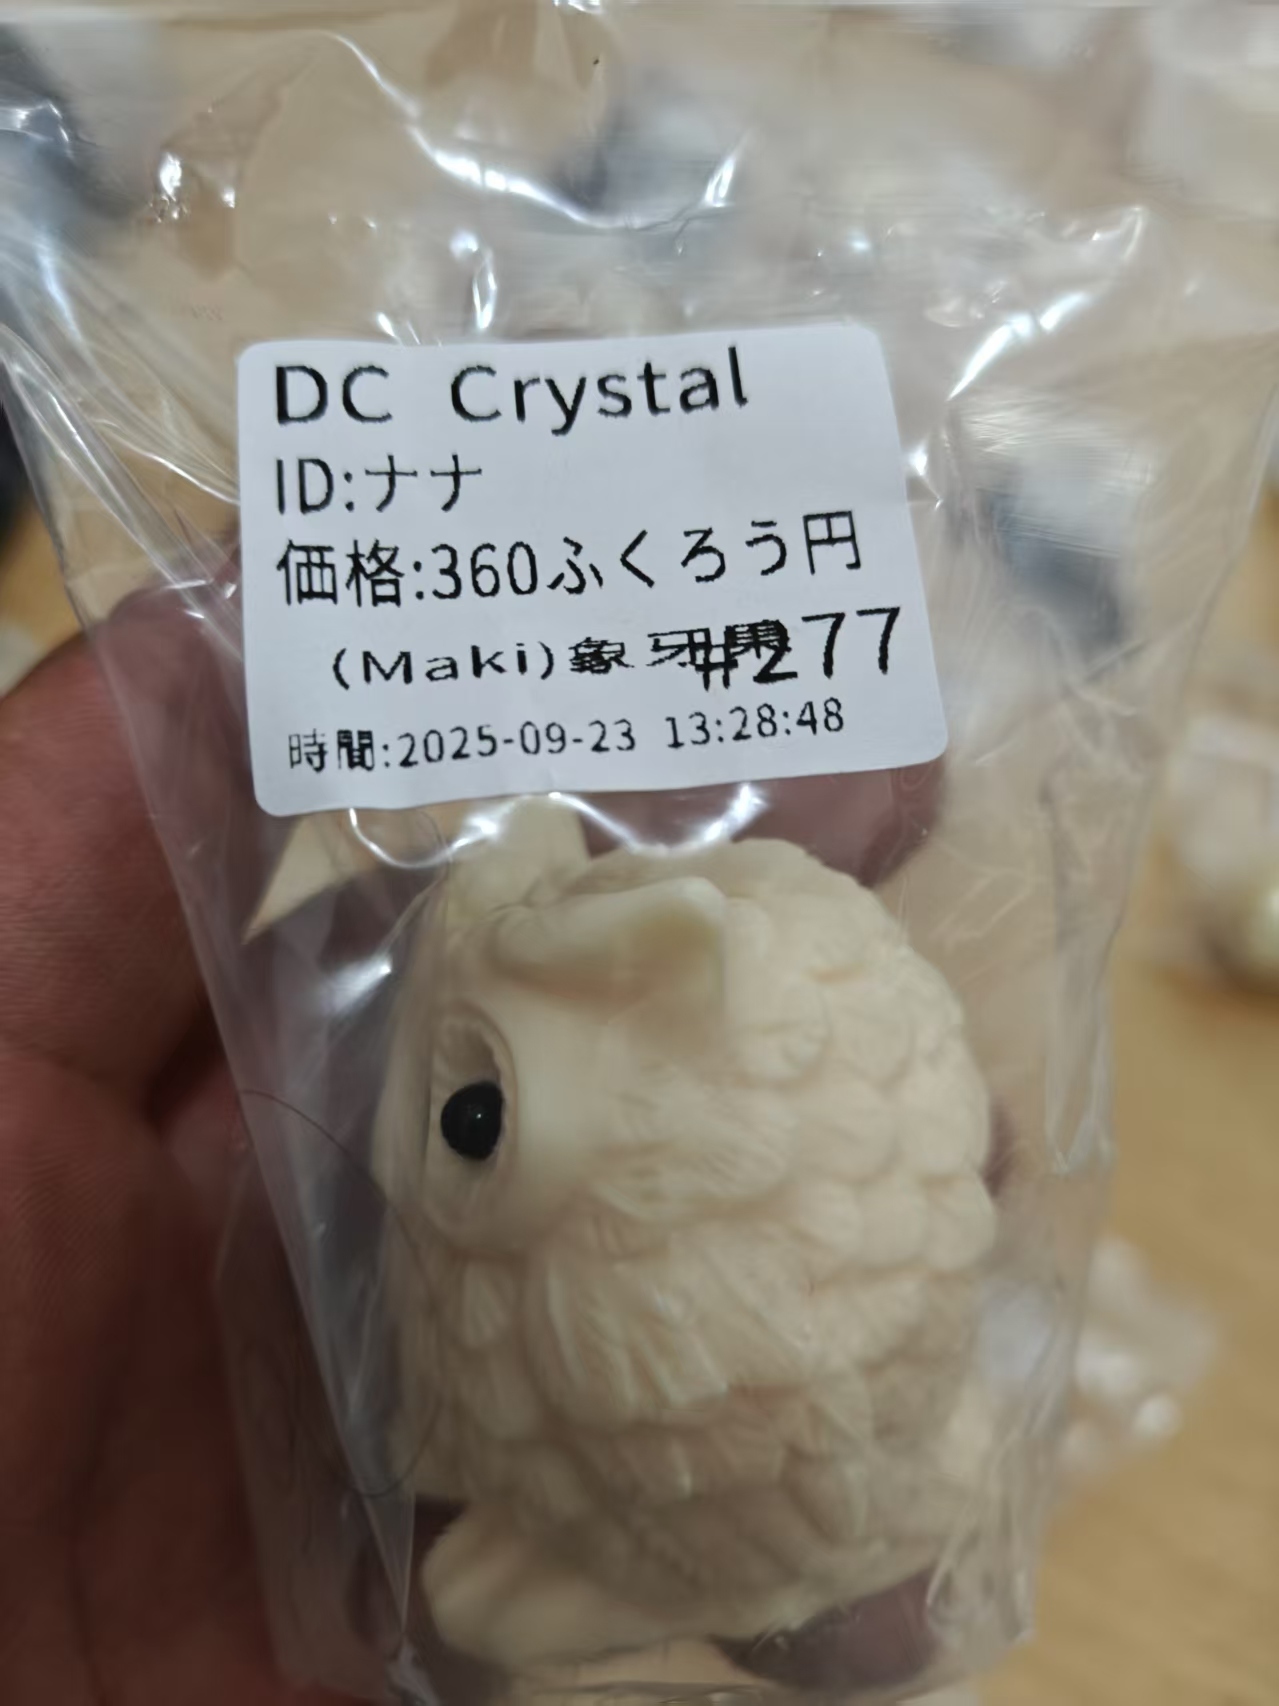 DC Crystal
ID:ナナ
価格:360ふくろう円
(Maki)象牙果#277
時間:2025-09-23 13:28:48